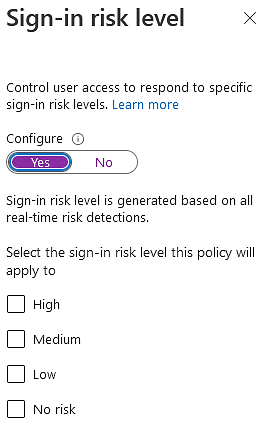 Sign-in risk level
Control user access to respond to specific
sign-in risk levels. Learn more
Configure
Yes No
Sign-in risk level is generated based on all
real-time risk detections.
Select the sign-in risk level this policy will
apply to
High
Medium
Low
No risk